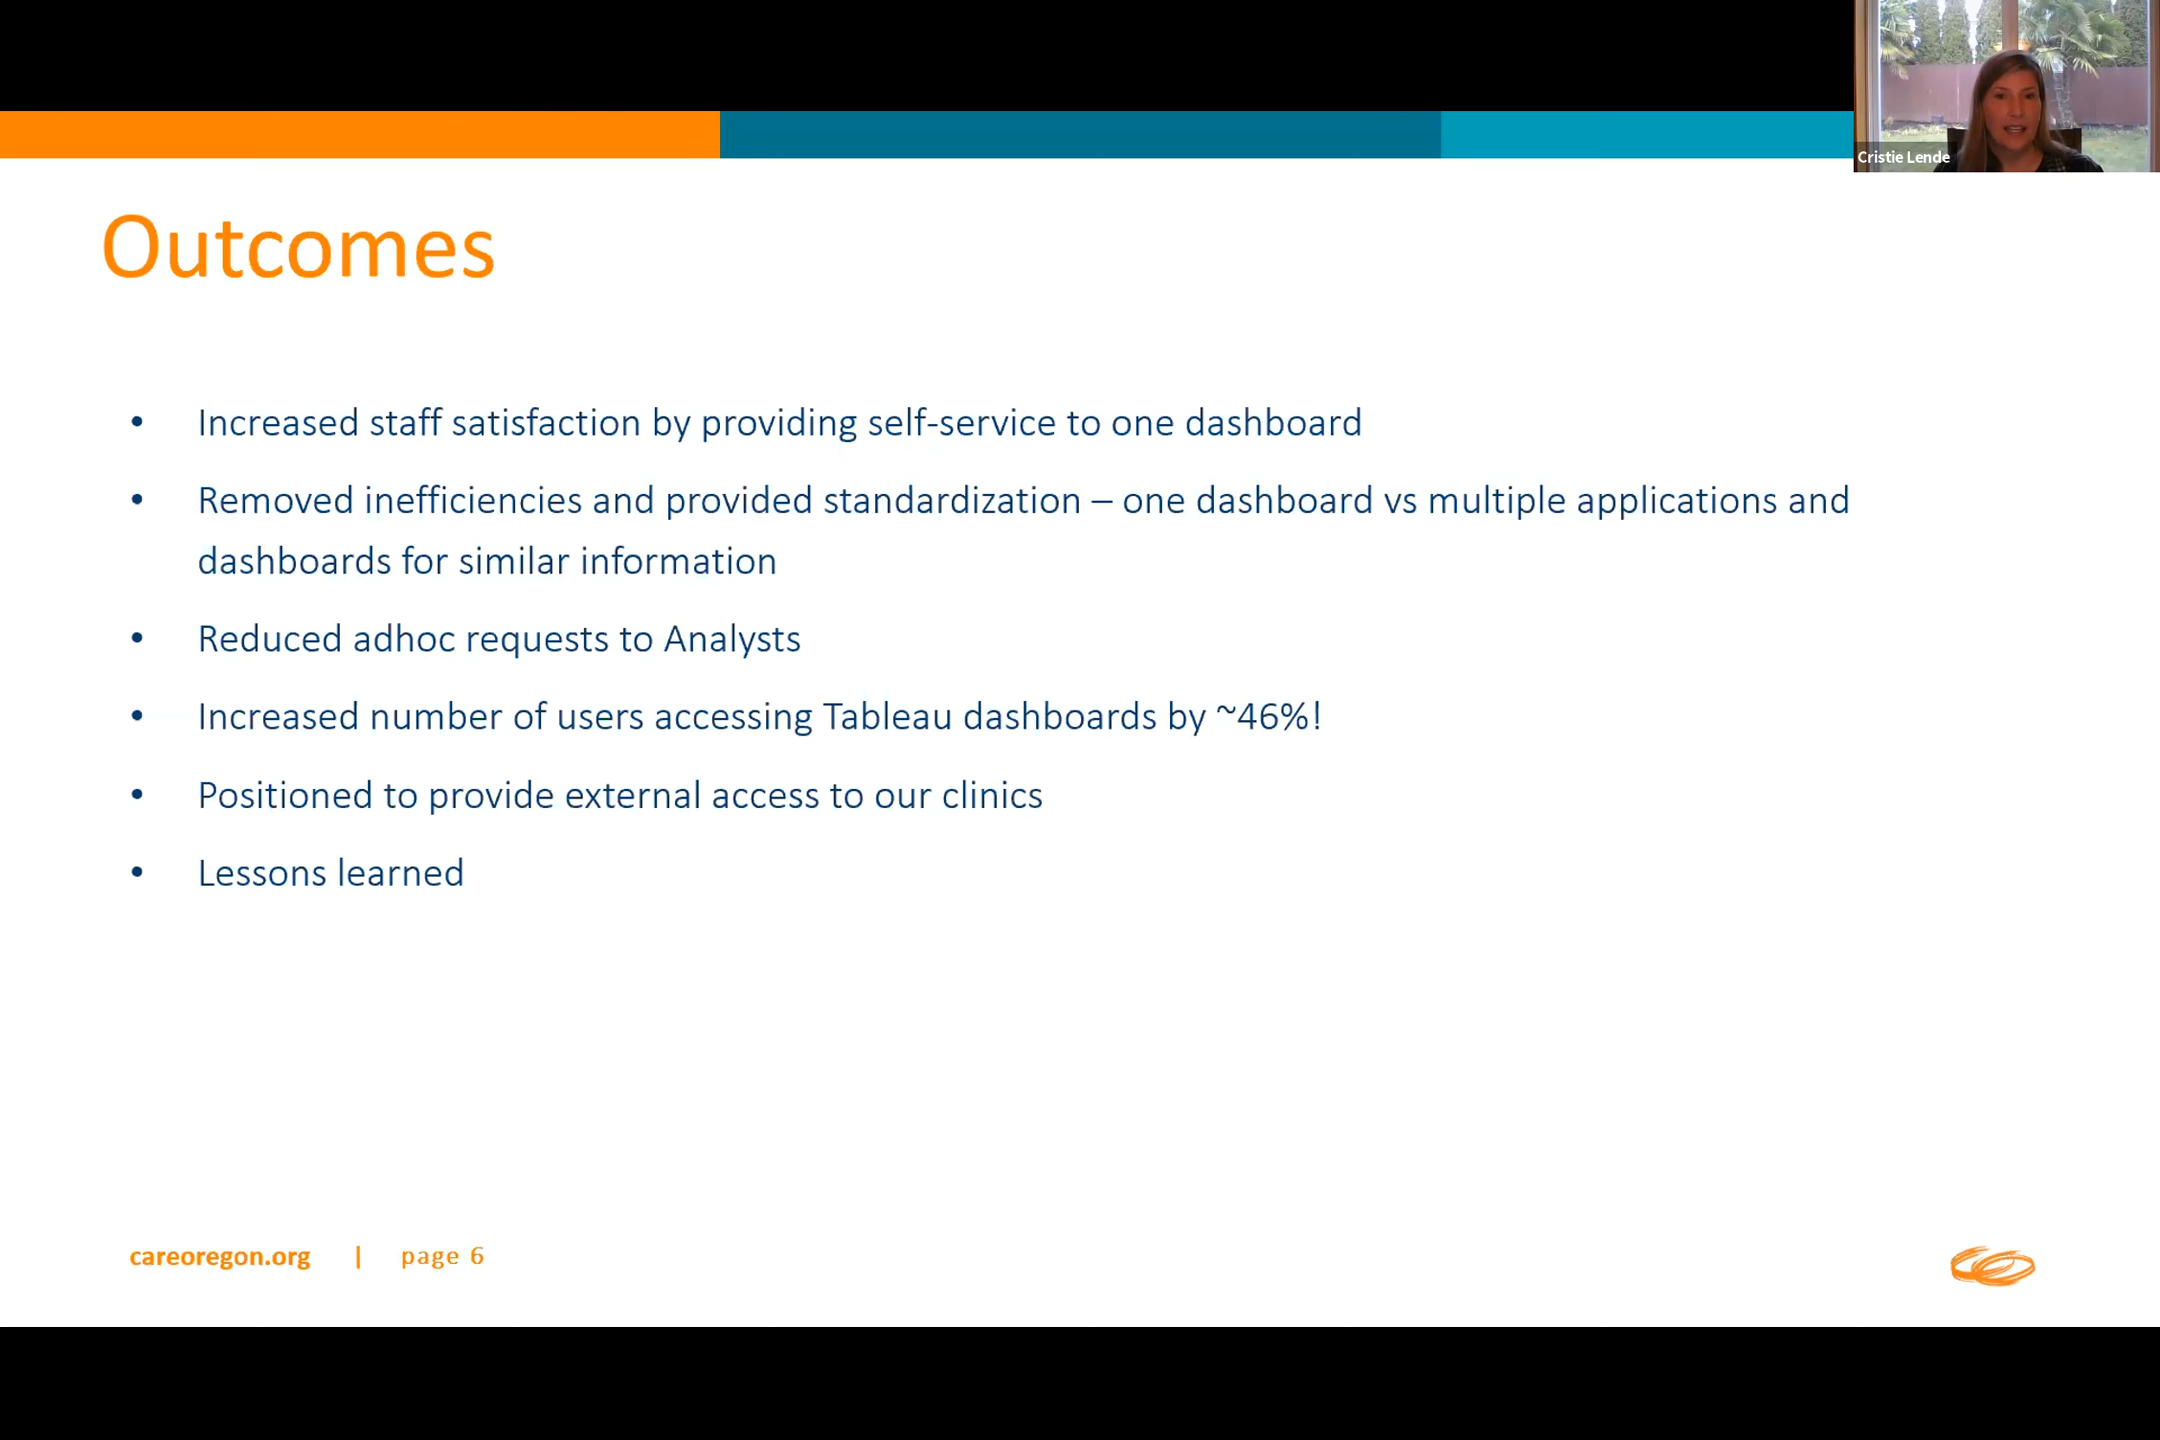 Cristie Lende
Outcomes
• Increased staff satisfaction by providing self-service to one dashboard
• Removed inefficiencies and provided standardization – one dashboard vs multiple applications and
dashboards for similar information
• Reduced adhoc requests to Analysts
• Increased number of users accessing Tableau dashboards by ~46%!
• Positioned to provide external access to our clinics
• Lessons learned
careoregon.org | page 6